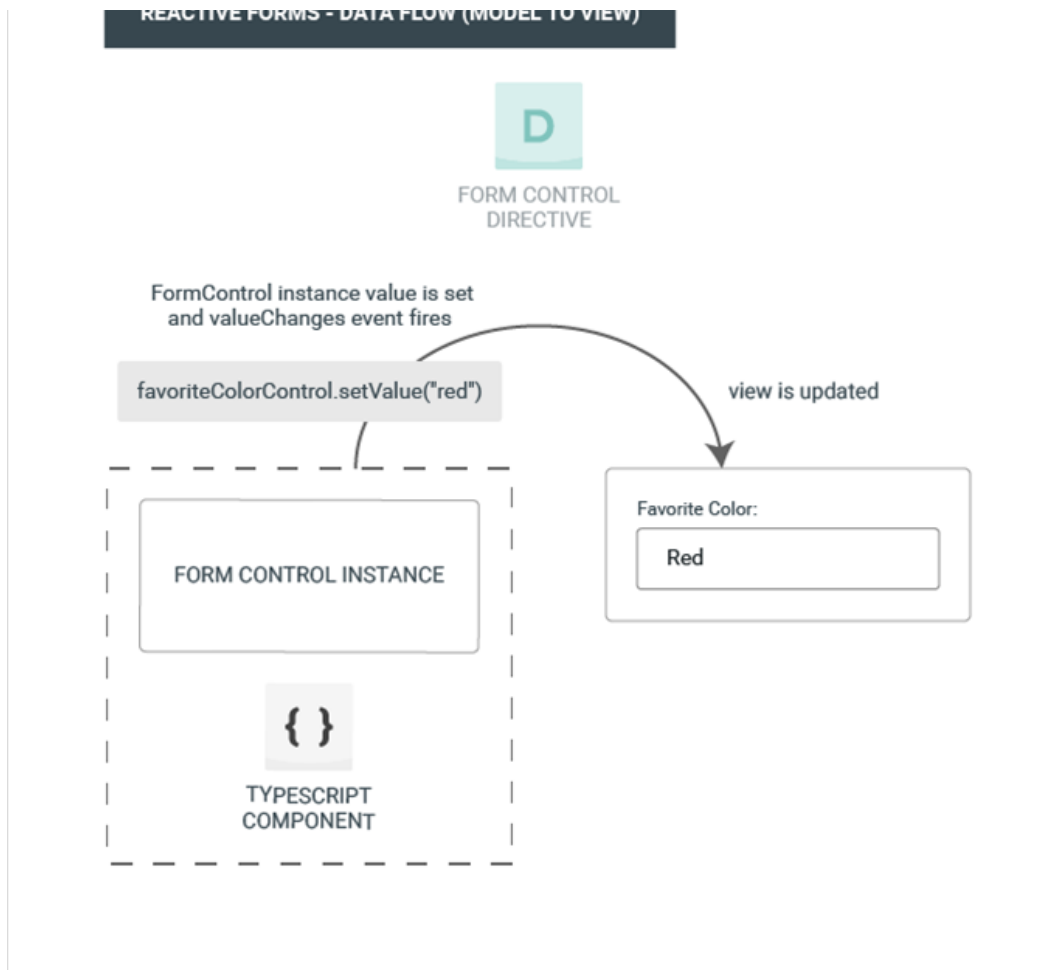 REACTIVE FORMS - DATA FLOW (MODEL TO VIEW)
D
FORM CONTROL
DIRECTIVE
FormControl instance value is set
and valueChanges event fires
favoriteColorControl.setValue("red")
view is updated
Favorite Color:
Red
FORM CONTROL INSTANCE
{ }
TYPESCRIPT
COMPONENT